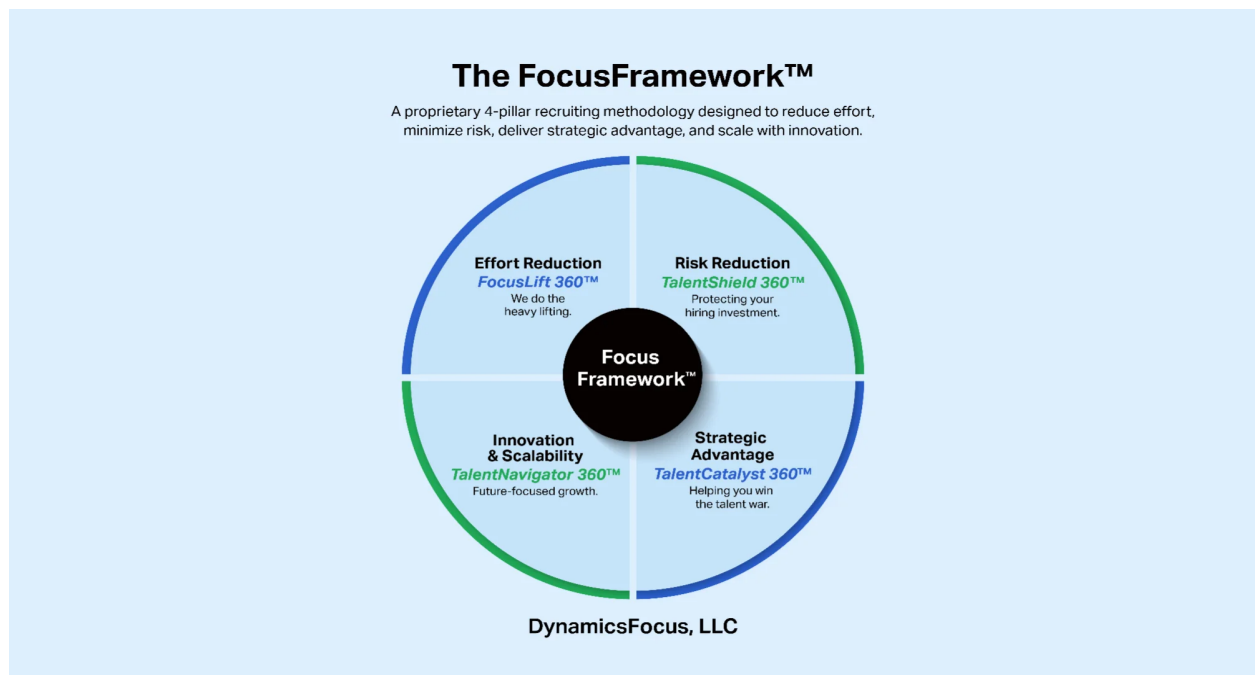 The FocusFramework™
A proprietary 4-pillar recruiting methodology designed to reduce effort,
minimize risk, deliver strategic advantage, and scale with innovation.
Effort Reduction
FocusLift 360™
We do the
heavy lifting.
Risk Reduction
TalentShield 360™
Protecting your
hiring investment.
Focus
Framework™
Innovation
& Scalability
TalentNavigator 360™
Future-focused growth.
Strategic
Advantage
TalentCatalyst 360™
Helping you win
the talent war.
DynamicsFocus, LLC